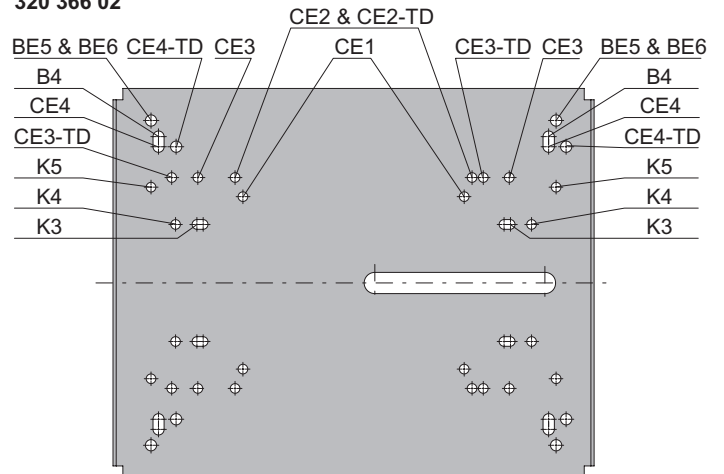 320 366 02
CE2 & CE2-TD
BE5 & BE6 CE4-TD CE3 CE1 CE3-TD CE3 BE5 & BE6
B4 B4
CE4 CE4
CE3-TD CE4-TD
K5 K5
K4 K4
K3 K3